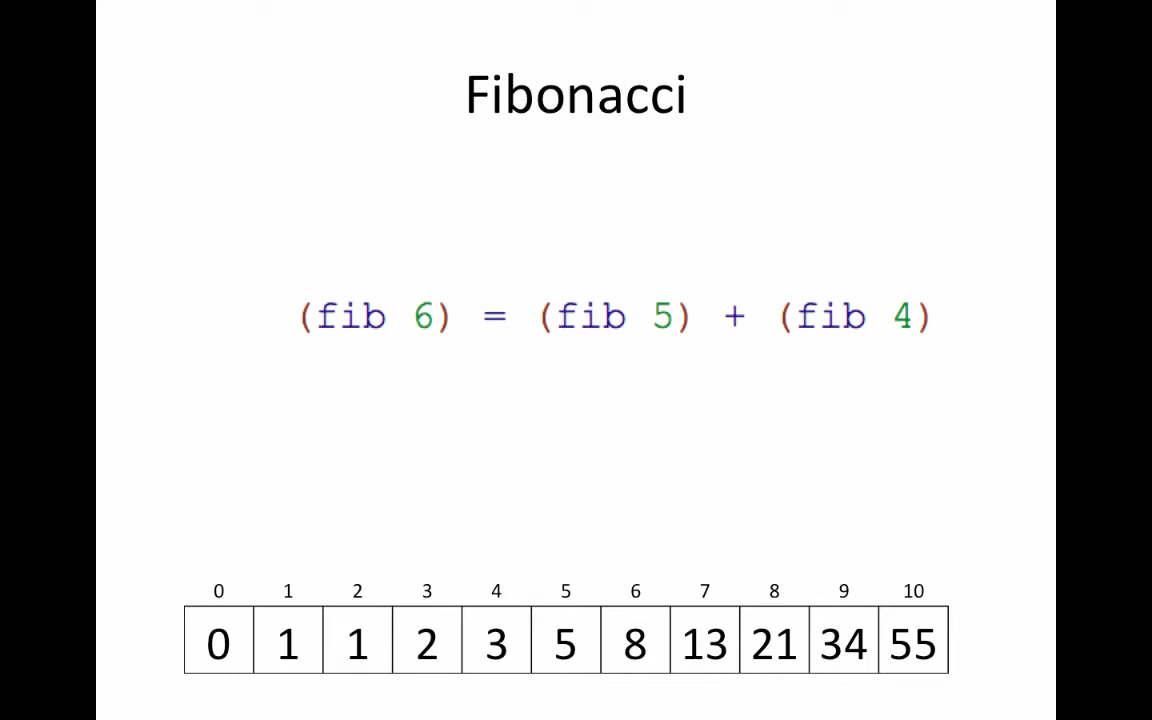 Fibonacci
(fib 6) = (fib 5) + (fib 4)
0 1 2 3 4 5 6 7 8 9 10
0 1 1 2 3 5 8 13 21 34 55